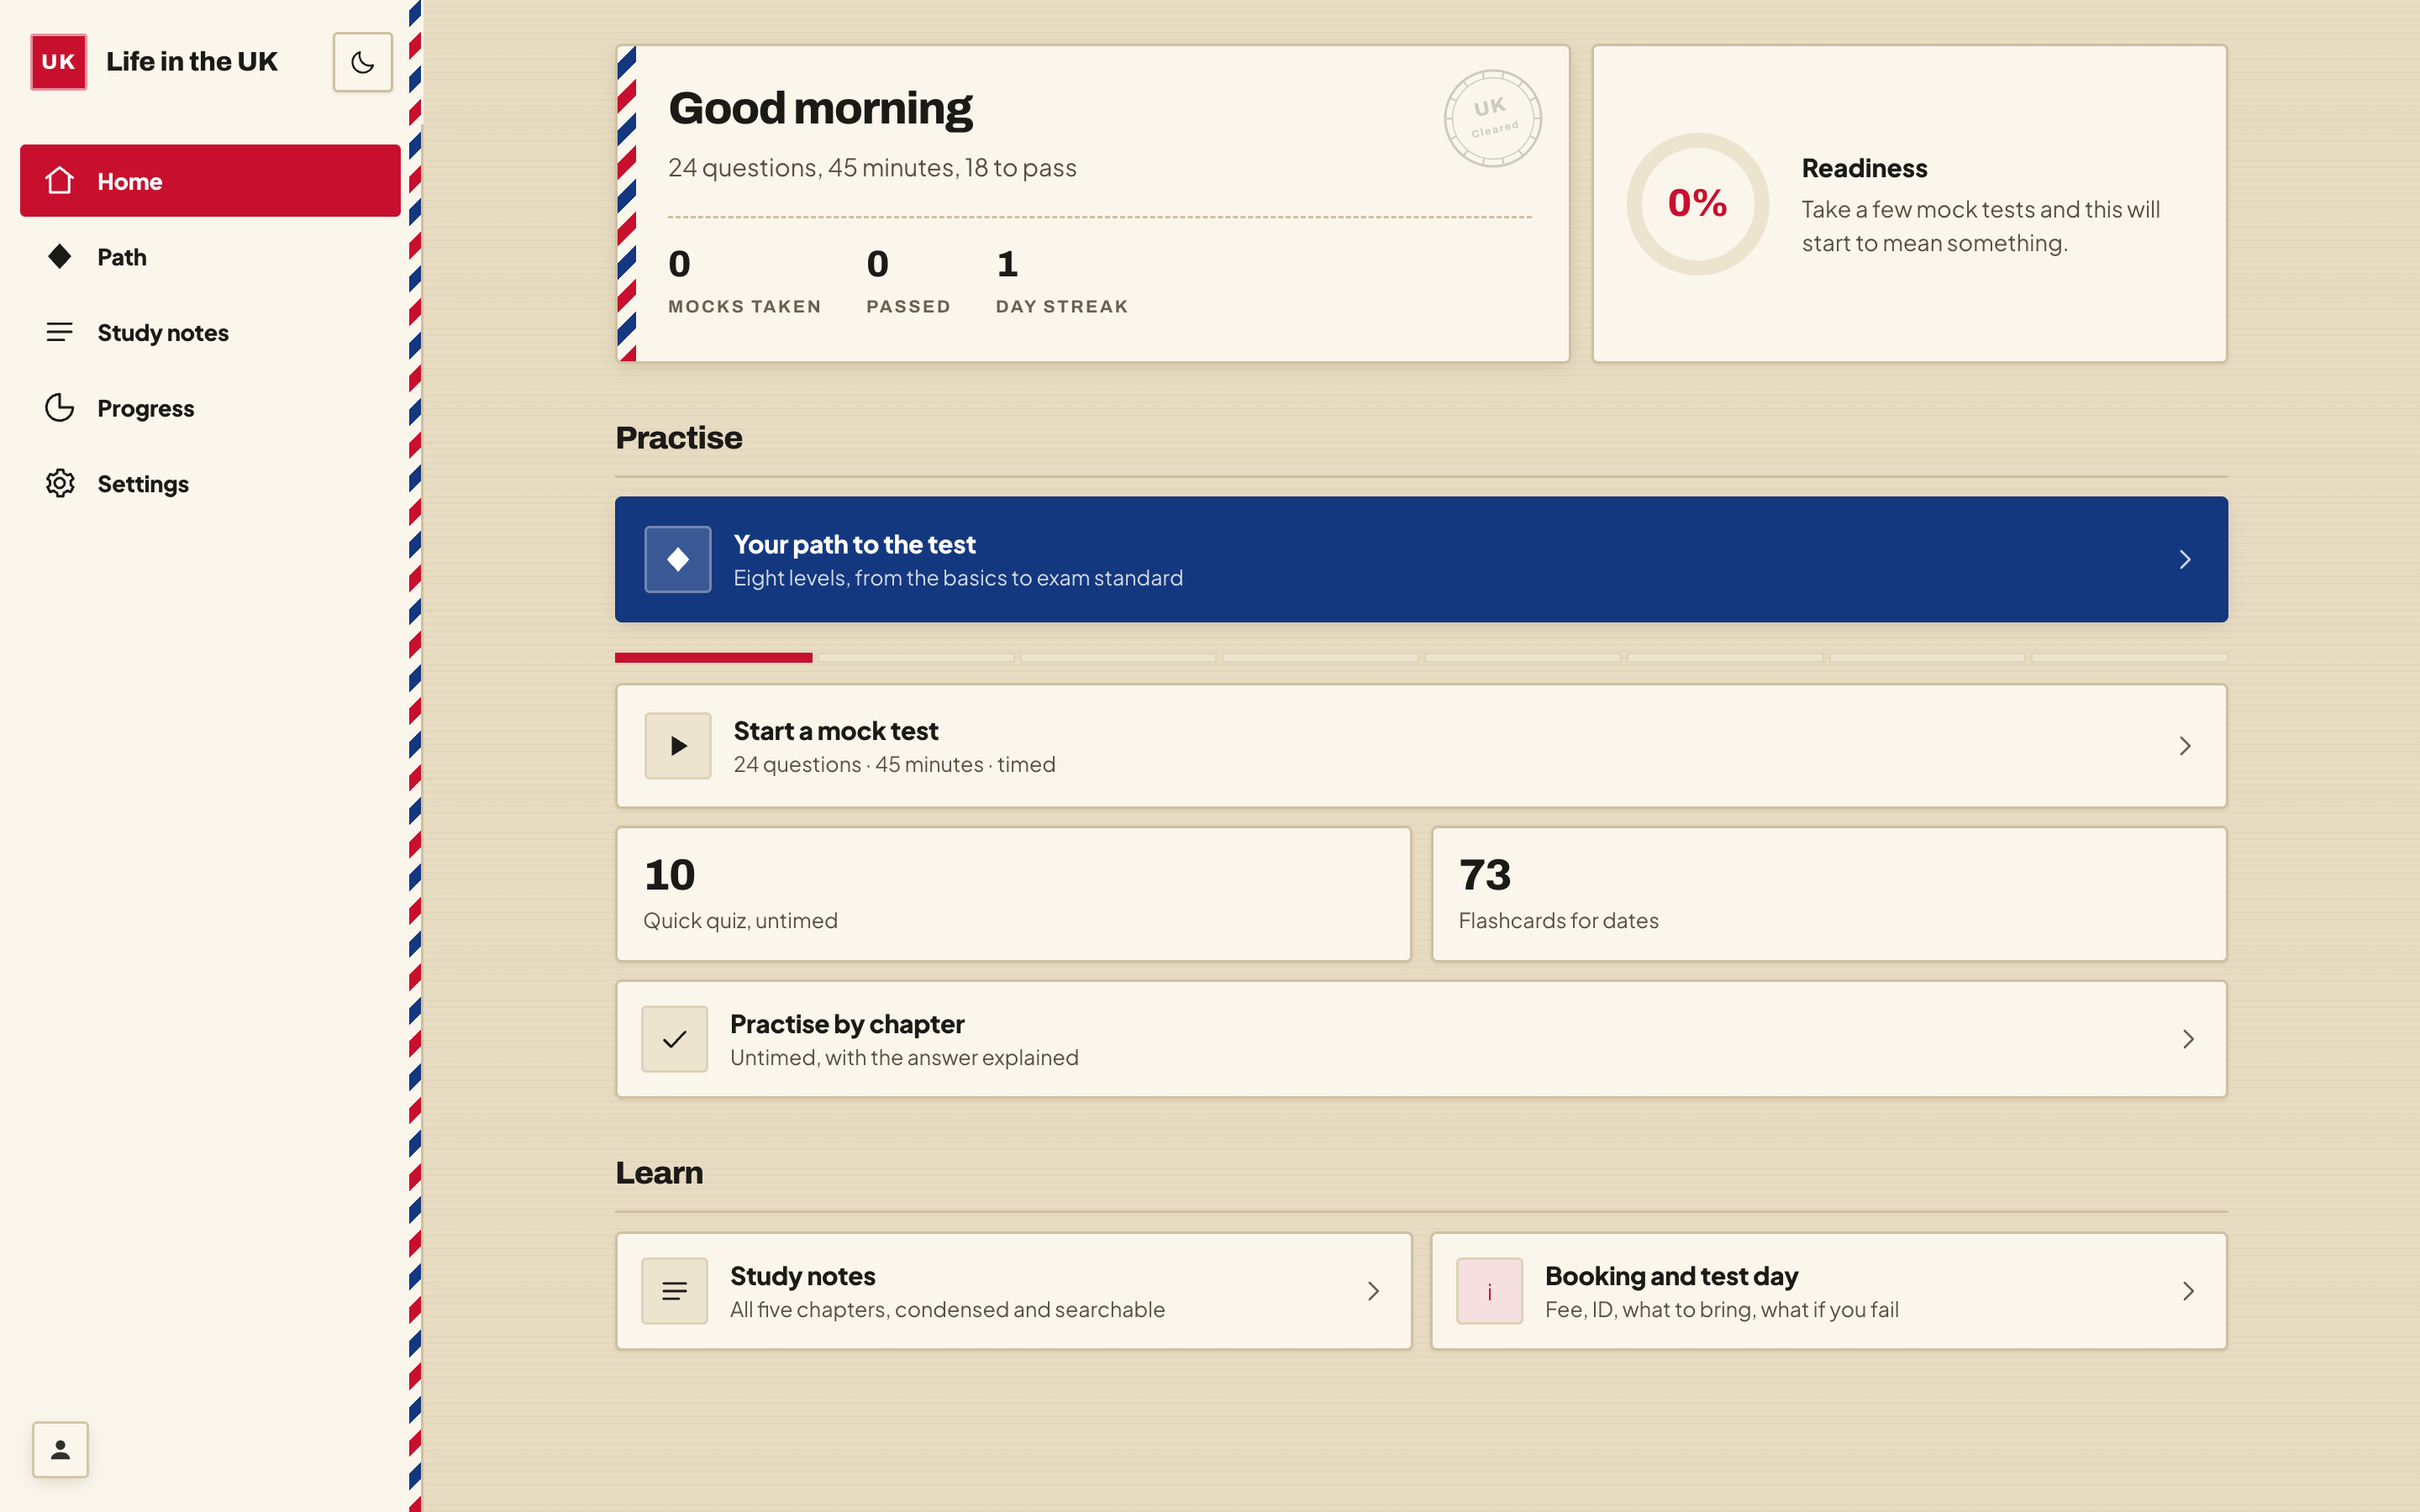 UK
Life in the UK
Home
Path
Study notes
Progress
Settings
Good morning
24 questions, 45 minutes, 18 to pass
UK
Cleared
0
MOCKS TAKEN
0
PASSED
1
DAY STREAK
0%
Readiness
Take a few mock tests and this will
start to mean something.
Practise
Your path to the test
Eight levels, from the basics to exam standard
Start a mock test
24 questions · 45 minutes · timed
10
Quick quiz, untimed
73
Flashcards for dates
Practise by chapter
Untimed, with the answer explained
Learn
Study notes
All five chapters, condensed and searchable
i
Booking and test day
Fee, ID, what to bring, what if you fail